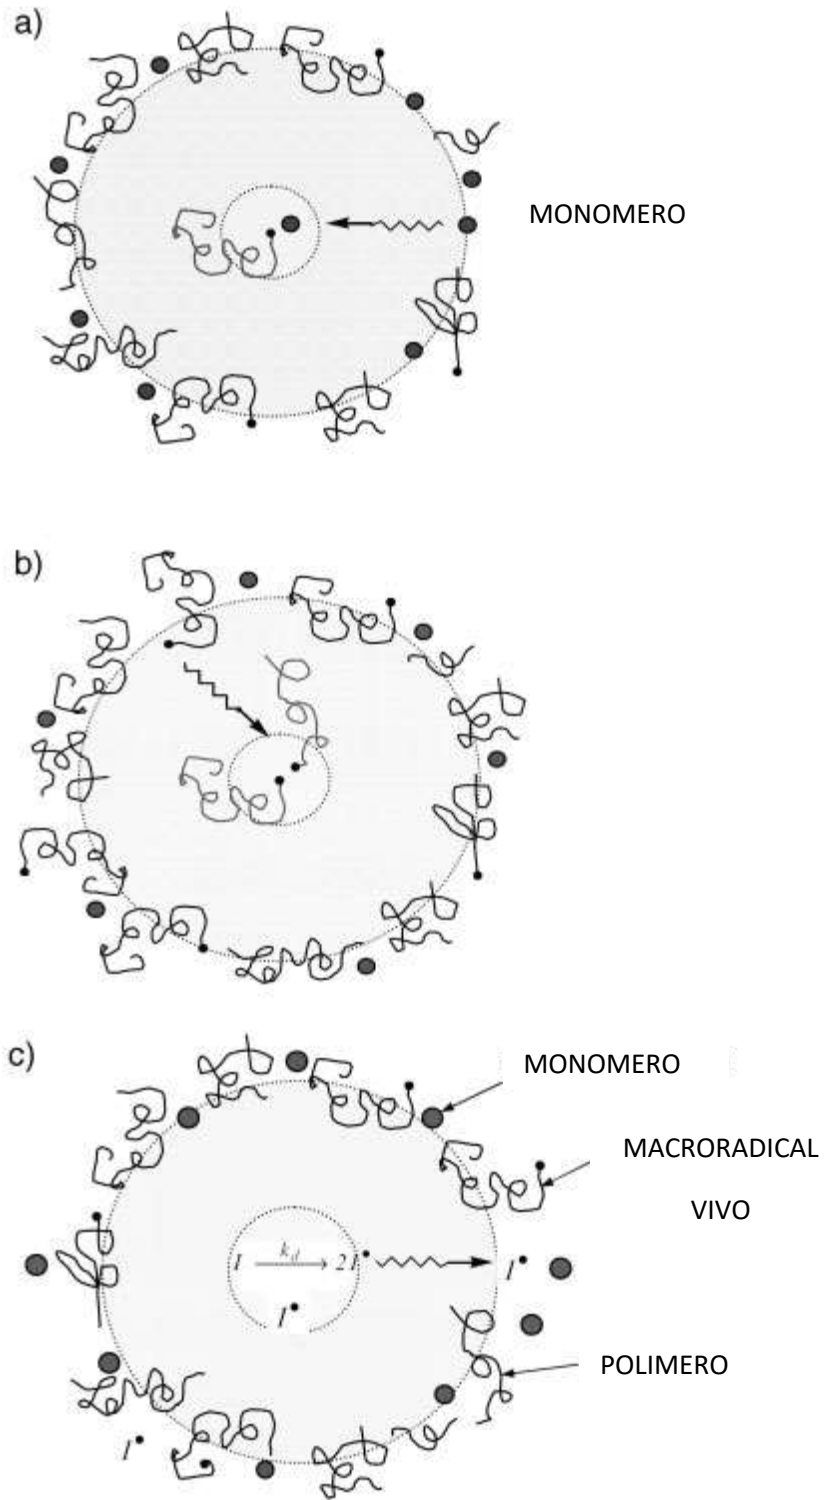 a)
MONOMERO
b)
c)
MONOMERO
MACRORADICAL
VIVO
I k_d → 2I•
I•
I•
POLIMERO
I•